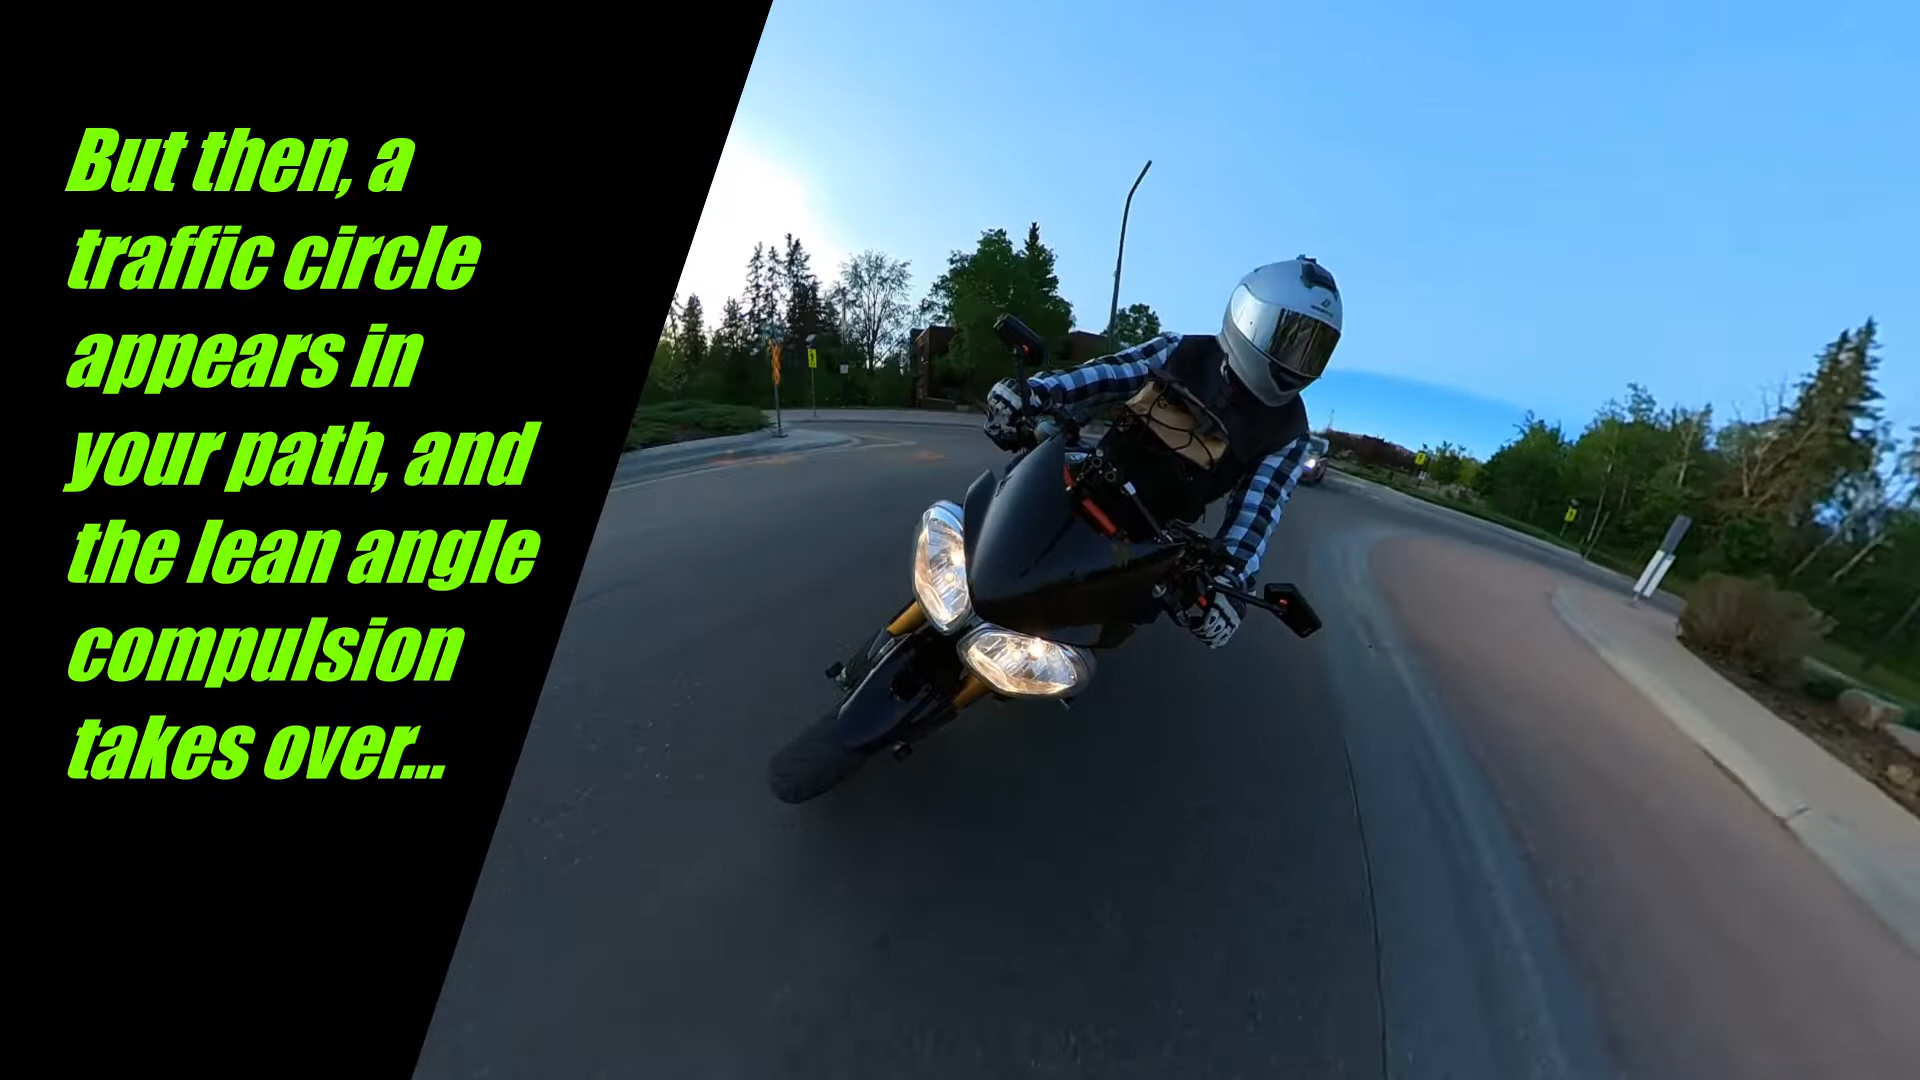 But then, a
traffic circle
appears in
your path, and
the lean angle
compulsion
takes over...